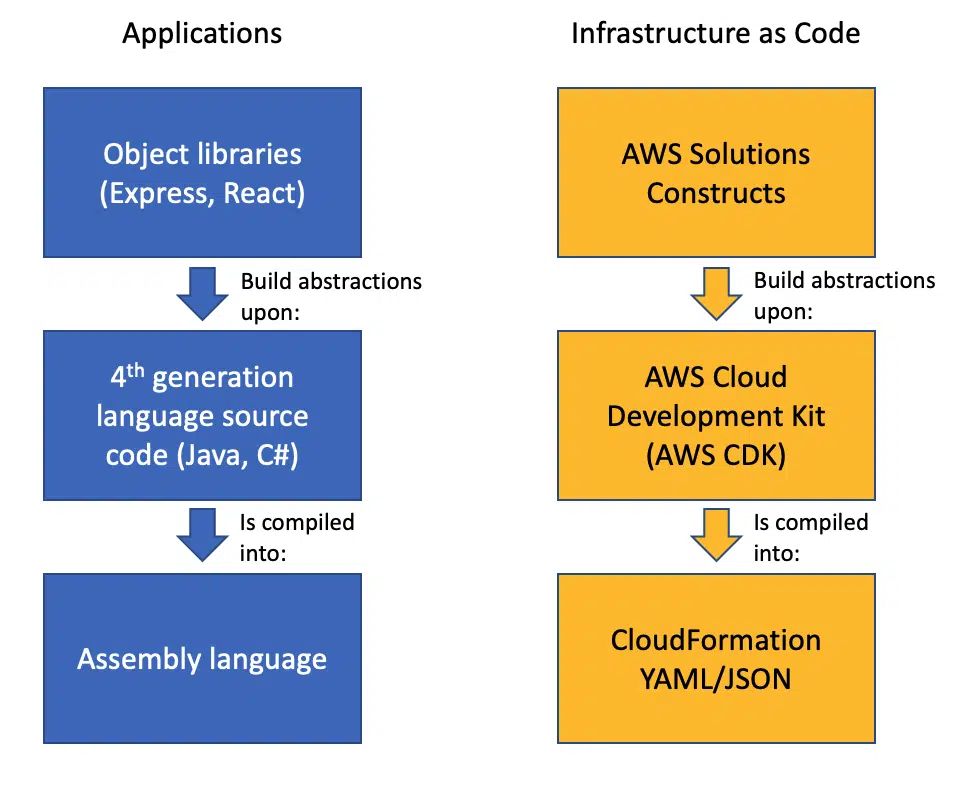 Applications
Object libraries
(Express, React)
Build abstractions
upon:
4th generation
language source
code (Java, C#)
Is compiled
into:
Assembly language
Infrastructure as Code
AWS Solutions
Constructs
Build abstractions
upon:
AWS Cloud
Development Kit
(AWS CDK)
Is compiled
into:
CloudFormation
YAML/JSON